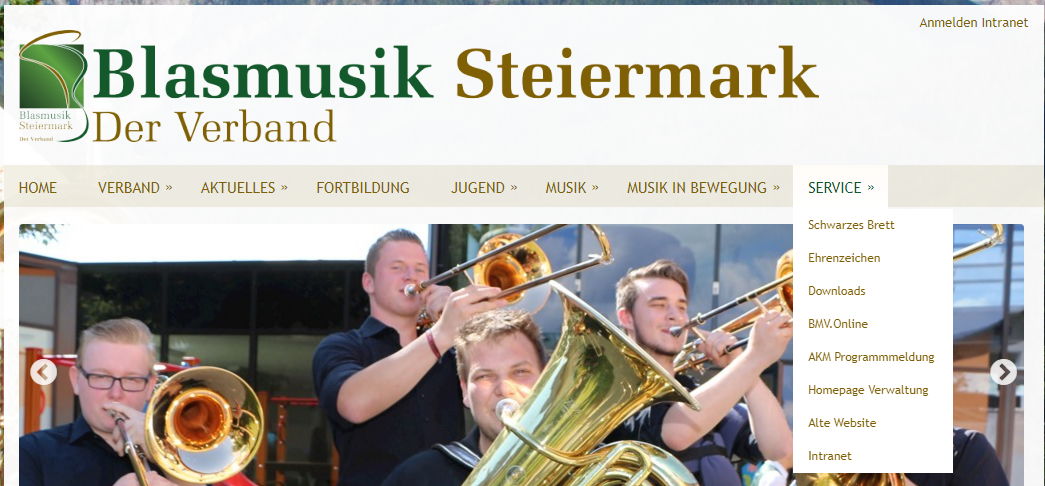 Anmelden Intranet
Blasmusik Steiermark
Der Verband
Blasmusik
Steiermark
Der Verband
HOME VERBAND » AKTUELLES » FORTBILDUNG JUGEND » MUSIK » MUSIK IN BEWEGUNG » SERVICE »
Schwarzes Brett
Ehrenzeichen
Downloads
BMV.Online
AKM Programmmeldung
Homepage Verwaltung
Alte Website
Intranet